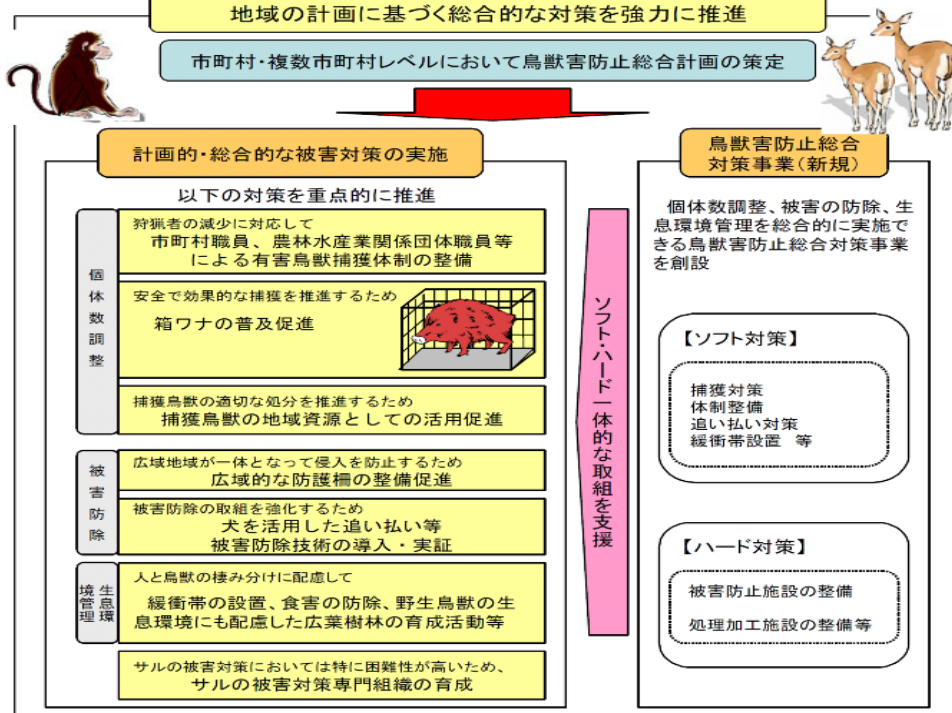 地域の計画に基づく総合的な対策を強力に推進
市町村・複数市町村レベルにおいて鳥獣害防止総合計画の策定
計画的・総合的な被害対策の実施
以下の対策を重点的に推進
個体数調整
狩猟者の減少に対応して
市町村職員、農林水産業関係団体職員等
による有害鳥獣捕獲体制の整備
安全で効果的な捕獲を推進するため
箱ワナの普及促進
捕獲鳥獣の適切な処分を推進するため
捕獲鳥獣の地域資源としての活用促進
被害防除
広域地域が一体となって侵入を防止するため
広域的な防護柵の整備促進
被害防除の取組を強化するため
犬を活用した追い払い等
被害防除技術の導入・実証
生息環
境管理
人と鳥獣の棲み分けに配慮して
緩衝帯の設置、食害の防除、野生鳥獣の生
息環境にも配慮した広葉樹林の育成活動等
サルの被害対策においては特に困難性が高いため、
サルの被害対策専門組織の育成
ソフト・ハード一体的な取組を支援
鳥獣害防止総合
対策事業(新規)
個体数調整、被害の防除、生
息環境管理を総合的に実施で
きる鳥獣害防止総合対策事業
を創設
【ソフト対策】
捕獲対策
体制整備
追い払い対策
緩衝帯設置 等
【ハード対策】
被害防止施設の整備
処理加工施設の整備等